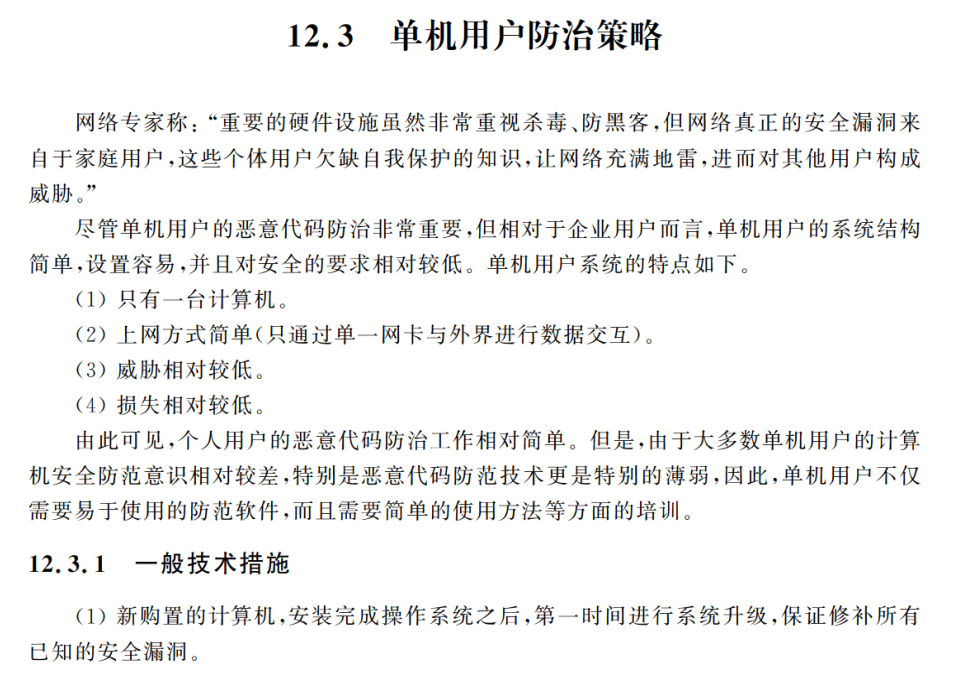 12.3 单机用户防治策略
网络专家称：“重要的硬件设施虽然非常重视杀毒、防黑客，但网络真正的安全漏洞来
自于家庭用户，这些个体用户欠缺自我保护的知识，让网络充满地雷，进而对其他用户构成
威胁。”
尽管单机用户的恶意代码防治非常重要，但相对于企业用户而言，单机用户的系统结构
简单，设置容易，并且对安全的要求相对较低。单机用户系统的特点如下。
（1）只有一台计算机。
（2）上网方式简单（只通过单一网卡与外界进行数据交互）。
（3）威胁相对较低。
（4）损失相对较低。
由此可见，个人用户的恶意代码防治工作相对简单。但是，由于大多数单机用户的计算
机安全防范意识相对较差，特别是恶意代码防范技术更是特别的薄弱，因此，单机用户不仅
需要易于使用的防范软件，而且需要简单的使用方法等方面的培训。
12.3.1 一般技术措施
（1）新购置的计算机，安装完成操作系统之后，第一时间进行系统升级，保证修补所有
已知的安全漏洞。